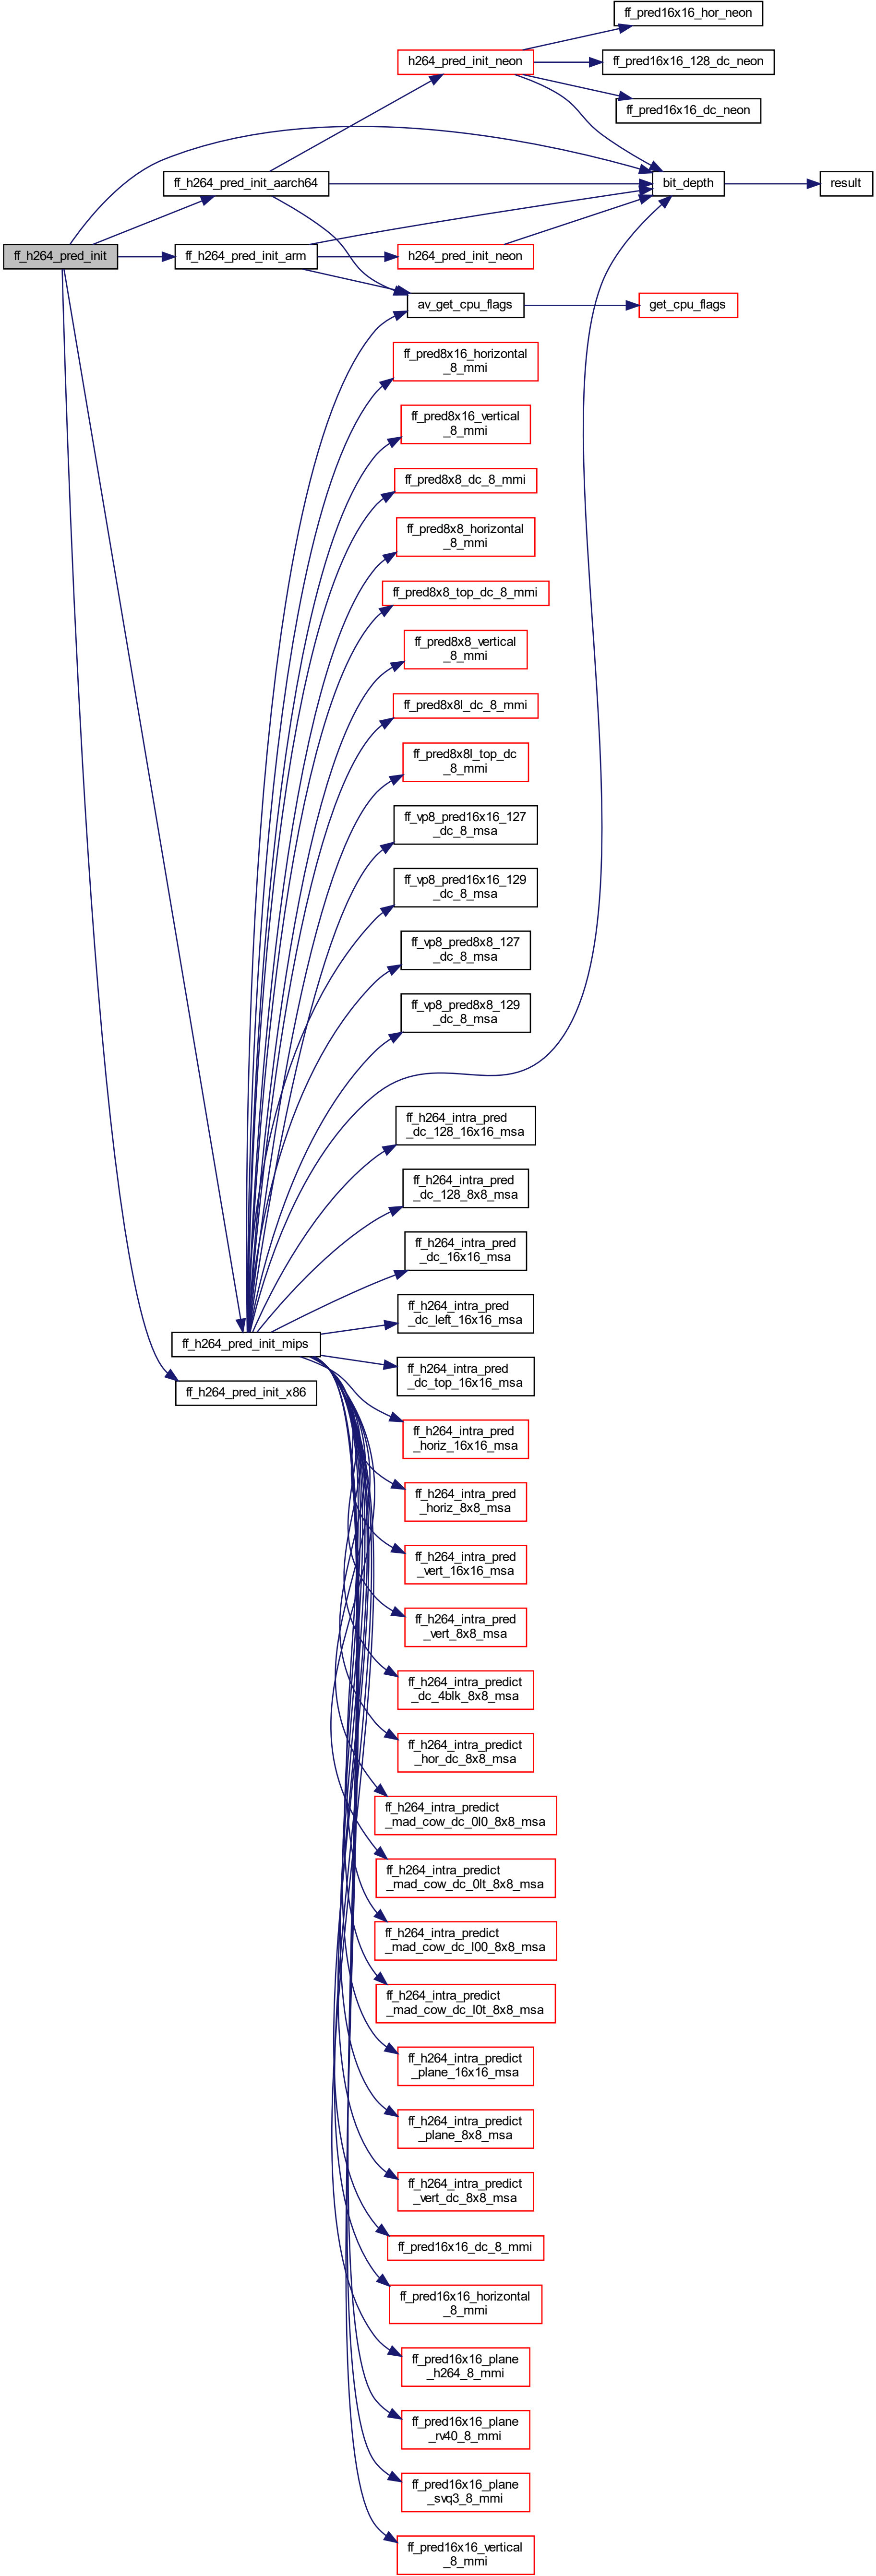 ff_pred16x16_hor_neon
h264_pred_init_neon
ff_pred16x16_128_dc_neon
ff_pred16x16_dc_neon
ff_h264_pred_init_aarch64
bit_depth
result
ff_h264_pred_init
ff_h264_pred_init_arm
h264_pred_init_neon
av_get_cpu_flags
get_cpu_flags
ff_pred8x16_horizontal
_8_mmi
ff_pred8x16_vertical
_8_mmi
ff_pred8x8_dc_8_mmi
ff_pred8x8_horizontal
_8_mmi
ff_pred8x8_top_dc_8_mmi
ff_pred8x8_vertical
_8_mmi
ff_pred8x8l_dc_8_mmi
ff_pred8x8l_top_dc
_8_mmi
ff_vp8_pred16x16_127
_dc_8_msa
ff_vp8_pred16x16_129
_dc_8_msa
ff_vp8_pred8x8_127
_dc_8_msa
ff_vp8_pred8x8_129
_dc_8_msa
ff_h264_intra_pred
_dc_128_16x16_msa
ff_h264_intra_pred
_dc_128_8x8_msa
ff_h264_intra_pred
_dc_16x16_msa
ff_h264_intra_pred
_dc_left_16x16_msa
ff_h264_pred_init_mips
ff_h264_intra_pred
_dc_top_16x16_msa
ff_h264_pred_init_x86
ff_h264_intra_pred
_horiz_16x16_msa
ff_h264_intra_pred
_horiz_8x8_msa
ff_h264_intra_pred
_vert_16x16_msa
ff_h264_intra_pred
_vert_8x8_msa
ff_h264_intra_predict
_dc_4blk_8x8_msa
ff_h264_intra_predict
_hor_dc_8x8_msa
ff_h264_intra_predict
_mad_cow_dc_0l0_8x8_msa
ff_h264_intra_predict
_mad_cow_dc_0lt_8x8_msa
ff_h264_intra_predict
_mad_cow_dc_l00_8x8_msa
ff_h264_intra_predict
_mad_cow_dc_l0t_8x8_msa
ff_h264_intra_predict
_plane_16x16_msa
ff_h264_intra_predict
_plane_8x8_msa
ff_h264_intra_predict
_vert_dc_8x8_msa
ff_pred16x16_dc_8_mmi
ff_pred16x16_horizontal
_8_mmi
ff_pred16x16_plane
_h264_8_mmi
ff_pred16x16_plane
_rv40_8_mmi
ff_pred16x16_plane
_svq3_8_mmi
ff_pred16x16_vertical
_8_mmi